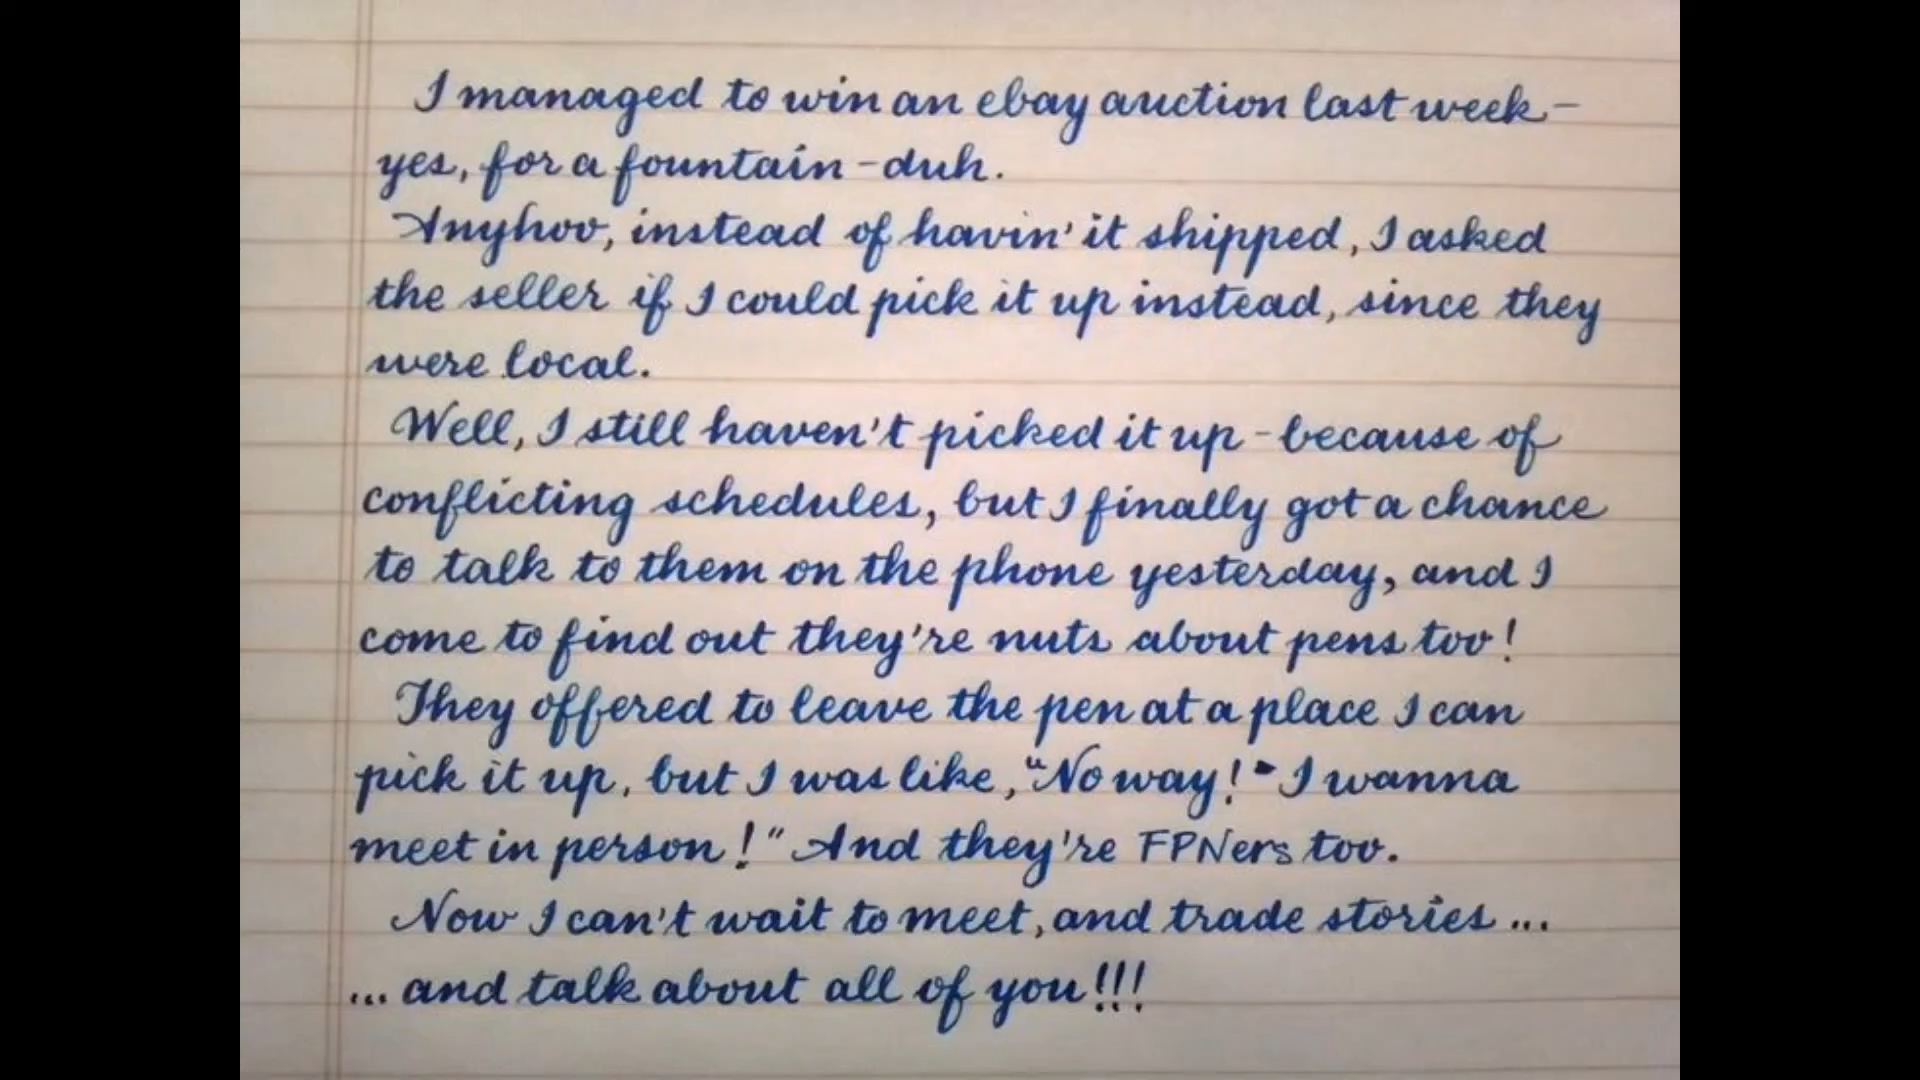 I managed to win an ebay auction last week-
yes, for a fountain-duh.
Anyhoo, instead of havin' it shipped, I asked
the seller if I could pick it up instead, since they
were local.
Well, I still haven't picked it up-because of
conflicting schedules, but I finally got a chance
to talk to them on the phone yesterday, and I
come to find out they're nuts about pens too!
They offered to leave the pen at a place I can
pick it up, but I was like, "No way!- I wanna
meet in person!" And they're FPNers too.
Now I can't wait to meet, and trade stories...
...and talk about all of you!!!